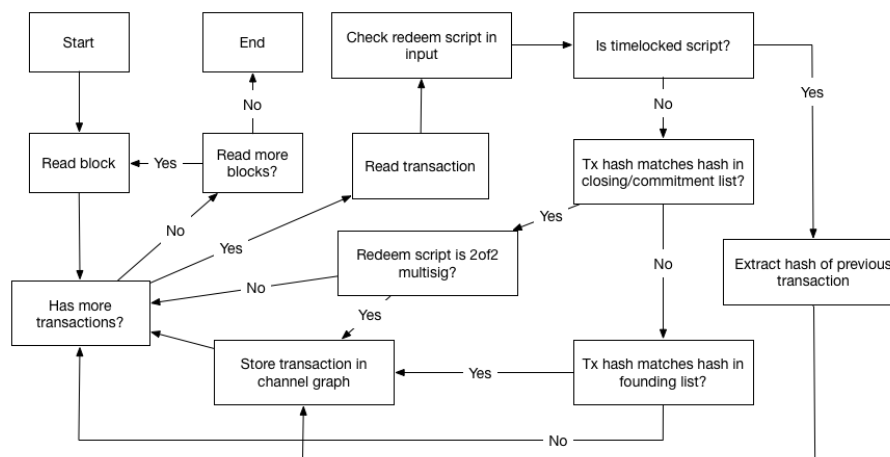 Start
End
Check redeem script in
input
Is timelocked script?
No
No
Yes
Read block
Yes
Read more
blocks?
Read transaction
Tx hash matches hash in
closing/commitment list?
No
Yes
Yes
Redeem script is 2of2
multisig?
No
Extract hash of previous
transaction
Has more
transactions?
No
Yes
Store transaction in
channel graph
Yes
Tx hash matches hash in
founding list?
No